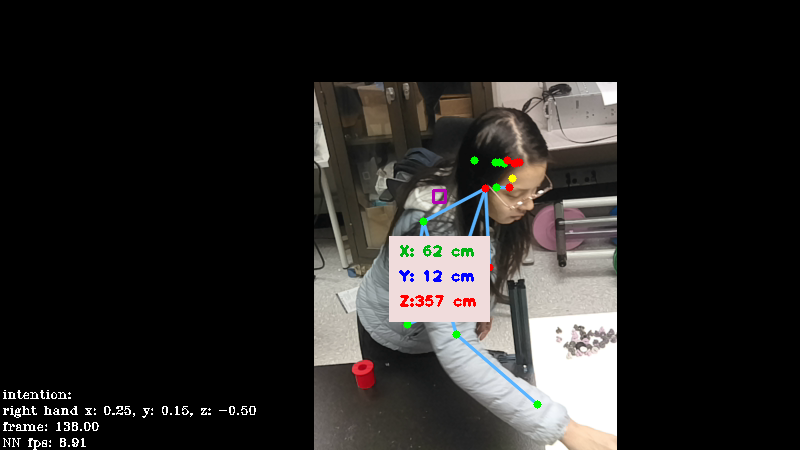 X: 62 cm
Y: 12 cm
Z:357 cm
intention:
right hand x: 0.25, y: 0.15, z: -0.50
frame: 138.00
NN fps: 8.91